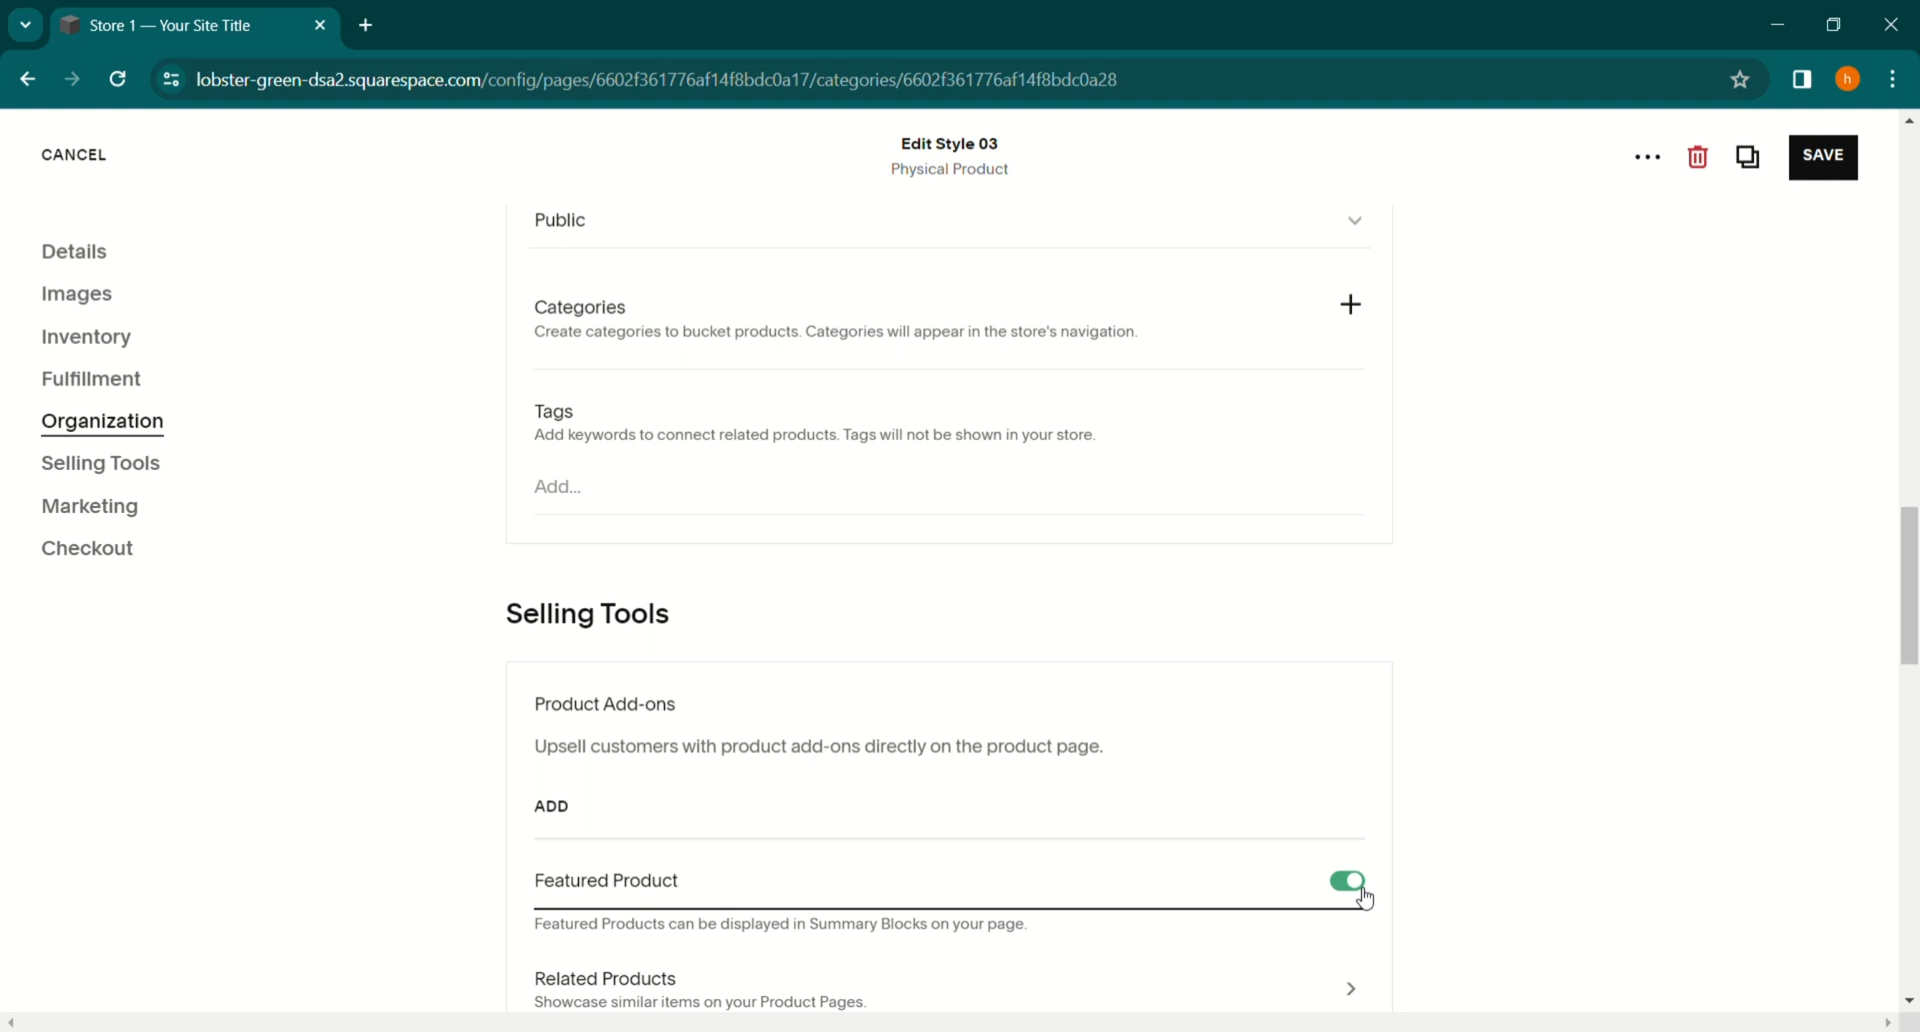 Store 1 — Your Site Title
lobster-green-dsa2.squarespace.com/config/pages/6602f361776af14f8bdc0a17/categories/6602f361776af14f8bdc0a28
h
CANCEL
Edit Style 03
Physical Product
SAVE
Details
Images
Inventory
Fulfillment
Organization
Selling Tools
Marketing
Checkout
Public
Categories
Create categories to bucket products. Categories will appear in the store's navigation.
Tags
Add keywords to connect related products. Tags will not be shown in your store.
Add...
Selling Tools
Product Add-ons
Upsell customers with product add-ons directly on the product page.
ADD
Featured Product
Featured Products can be displayed in Summary Blocks on your page.
Related Products
Showcase similar items on your Product Pages.